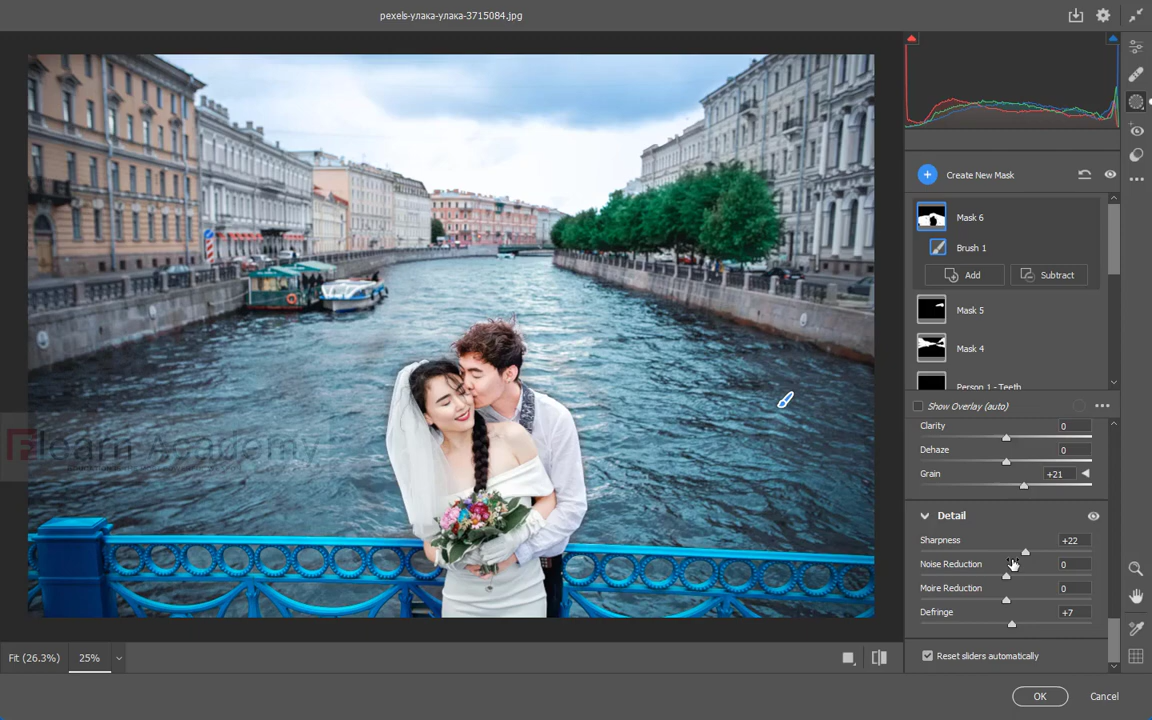 pexels-улака-улака-3715084.jpg
Create New Mask
Mask 6
Brush 1
Add
Subtract
Mask 5
Mask 4
Person 1 - Teeth
Show Overlay (auto)
Clarity 0
Dehaze 0
Grain +21
Detail
Sharpness +22
Noise Reduction 0
Moire Reduction 0
Defringe +7
Reset sliders automatically
Elearn Academy
Fit (26.3%) 25%
OK Cancel